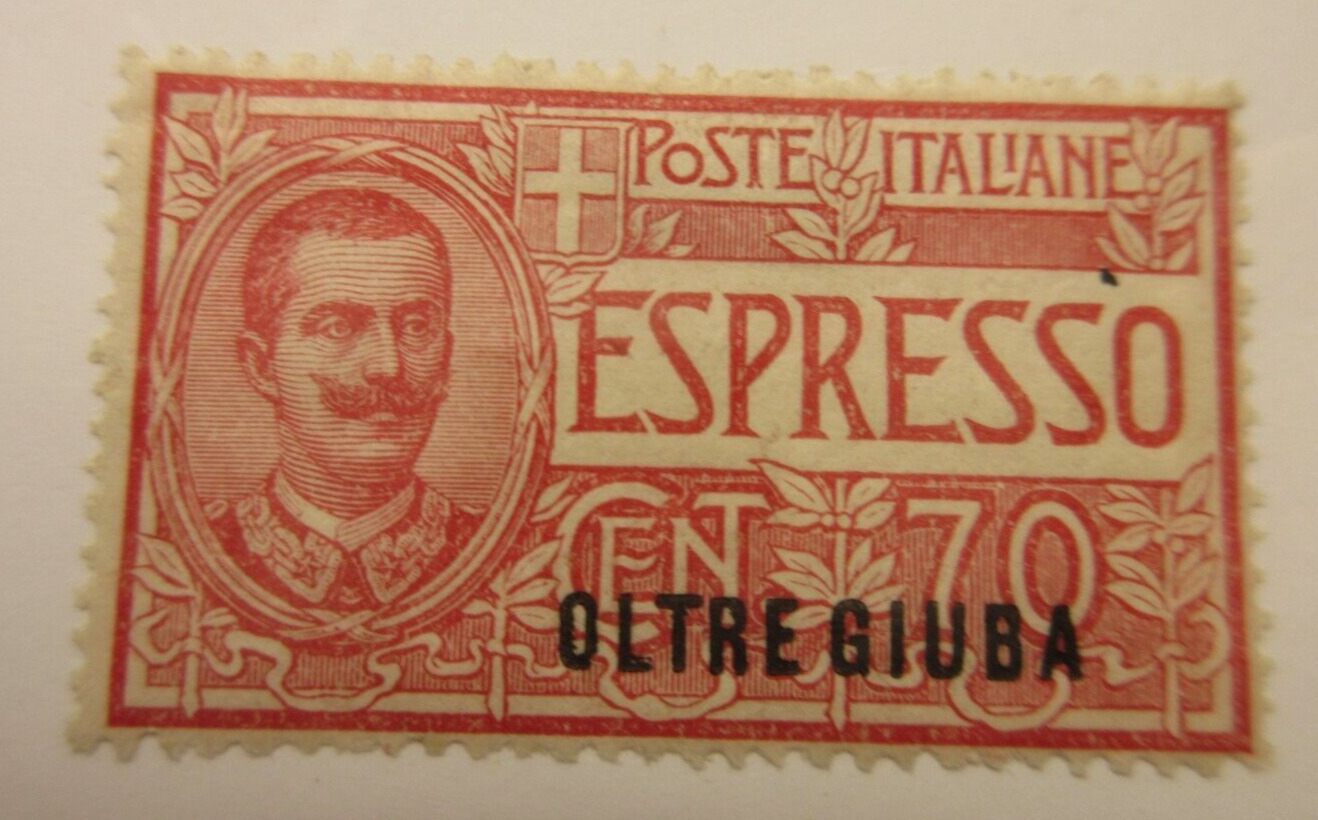 POSTE ITALIANE
ESPRESSO
CENT 70
OLTRE GIUBA